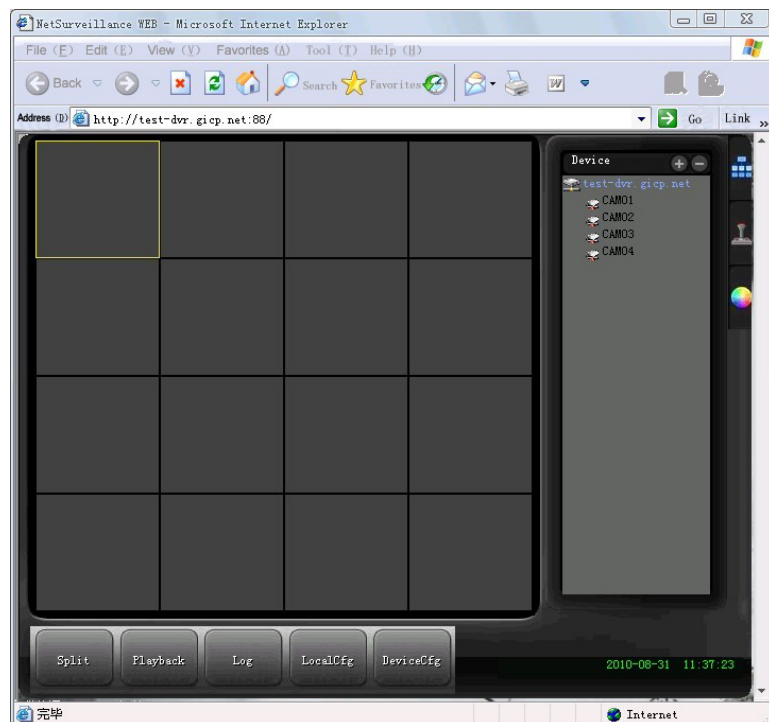 NetSurveillance WEB - Microsoft Internet Explorer
File (F) Edit (E) View (V) Favorites (A) Tool (T) Help (H)
Back Search Favorites
Address (D) http://test-dvr.gicp.net:88/ Go Link »
Device
test-dvr.gicp.net
CAM01
CAM02
CAM03
CAM04
Split Playback Log LocalCfg DeviceCfg
2010-08-31 11:37:23
完毕 Internet